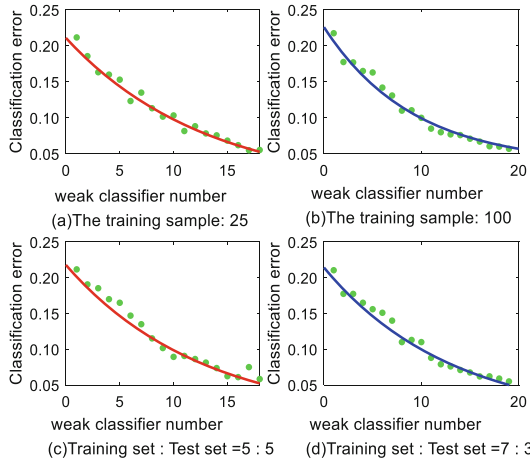 0.25
0.20
0.15
0.10
0.05
Classification error
0 5 10 15
weak classifier number
(a)The training sample: 25
0.25
0.20
0.15
0.10
0.05
Classification error
0 10 20
weak classifier number
(b)The training sample: 100
0.25
0.20
0.15
0.10
0.05
Classification error
0 5 10 15
weak classifier number
(c)Training set : Test set =5 : 5
0.25
0.20
0.15
0.10
0.05
Classification error
0 10 20
weak classifier number
(d)Training set : Test set =7 : 3